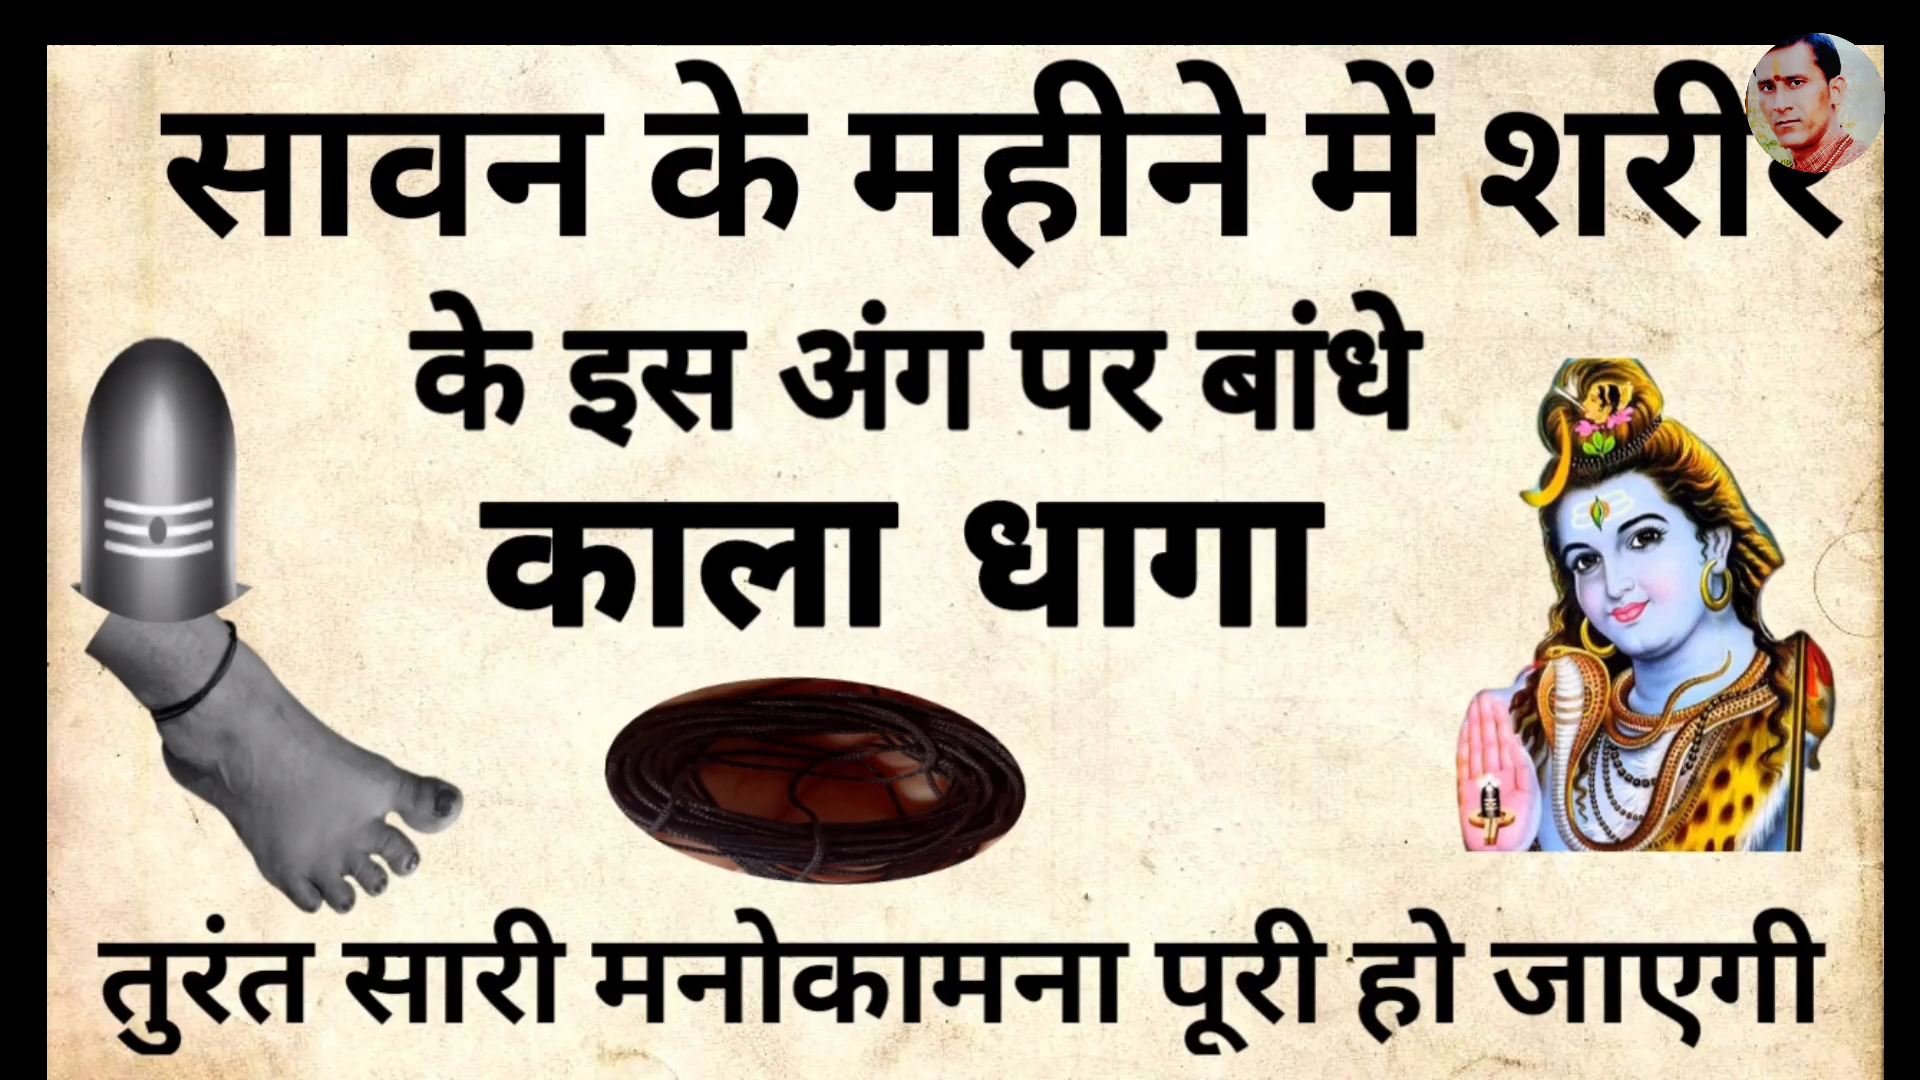 सावन के महीने में शरीर
के इस अंग पर बांधे
काला धागा
तुरंत सारी मनोकामना पूरी हो जाएगी